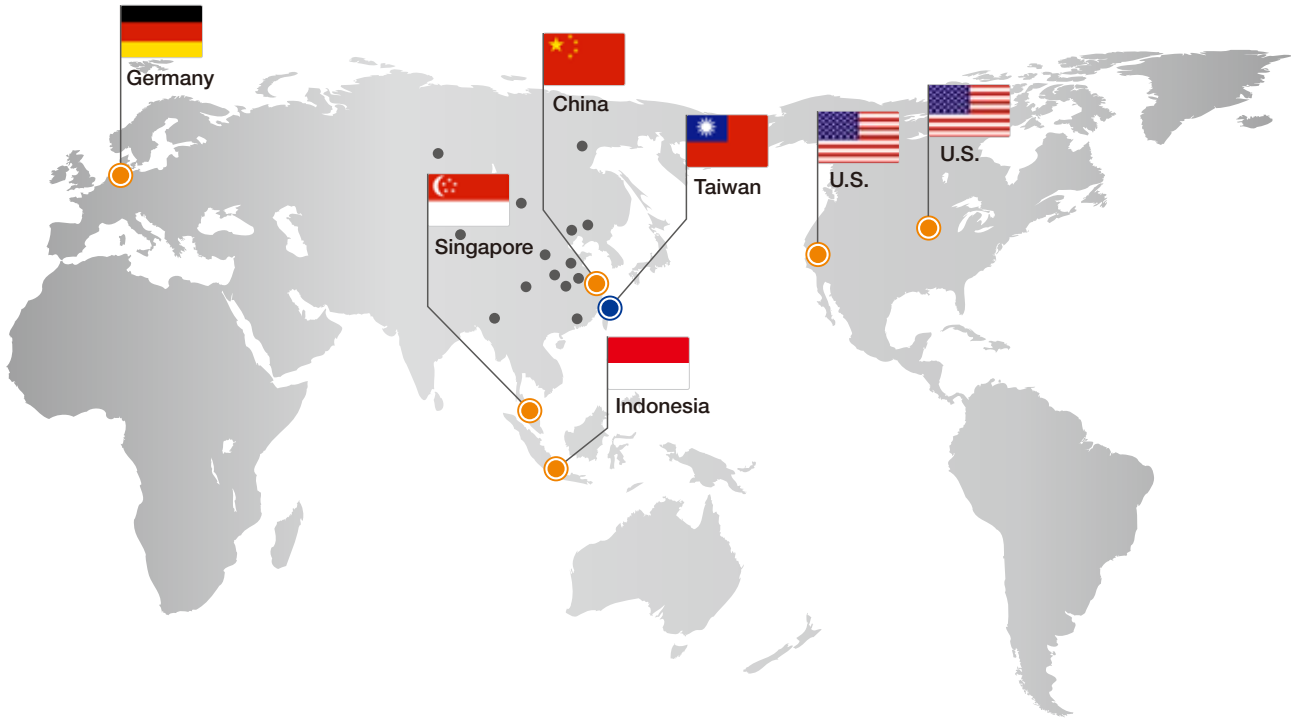 Germany
China
U.S.
U.S.
Taiwan
Singapore
Indonesia